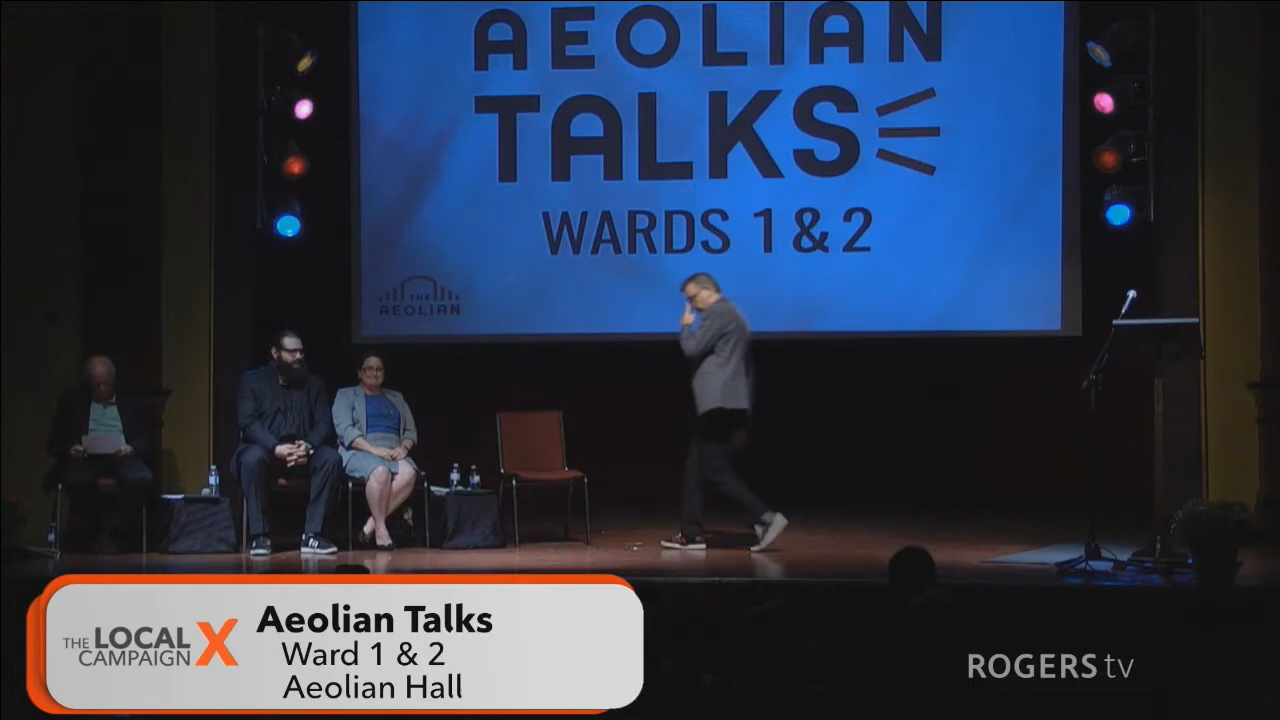 AEOLIAN
TALKS
WARDS 1 & 2
THE
AEOLIAN
THE LOCAL
CAMPAIGN X
Aeolian Talks
Ward 1 & 2
Aeolian Hall
ROGERS tv